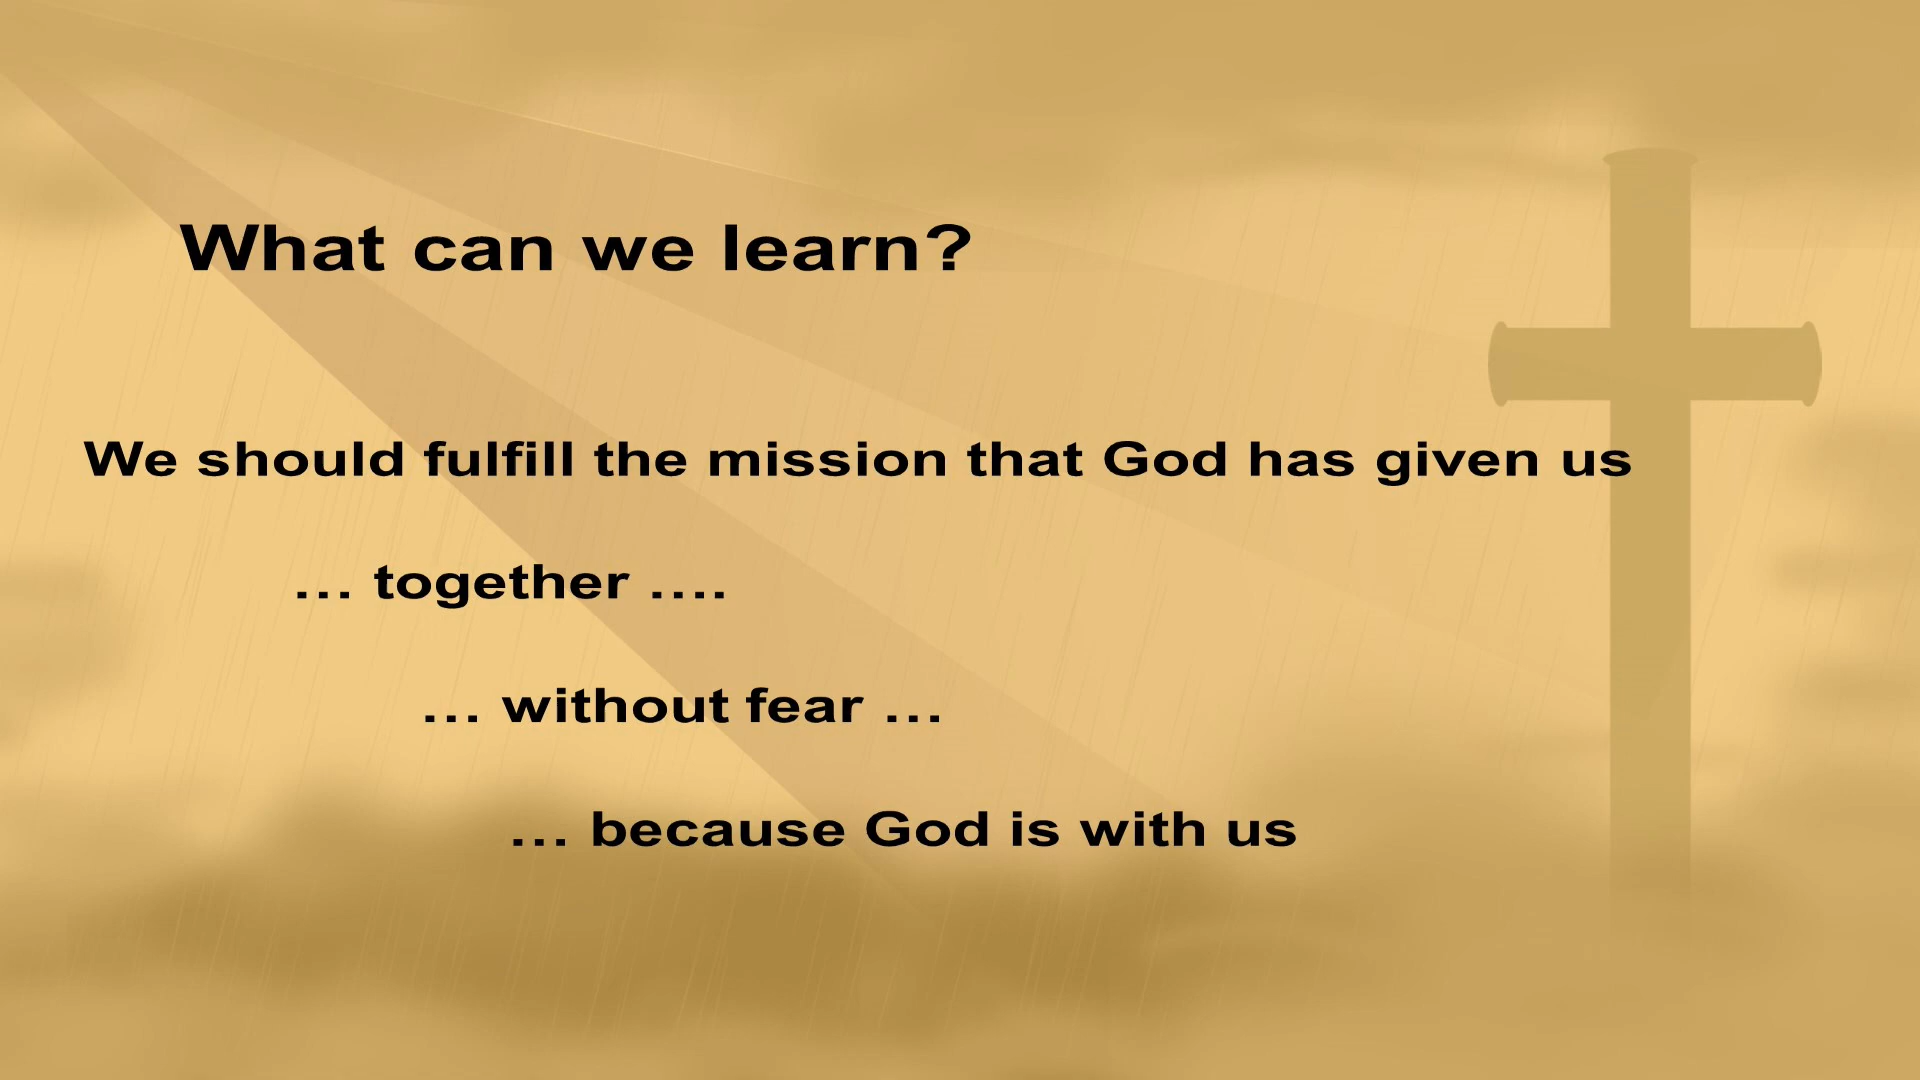 What can we learn?
We should fulfill the mission that God has given us
... together ....
... without fear ...
... because God is with us